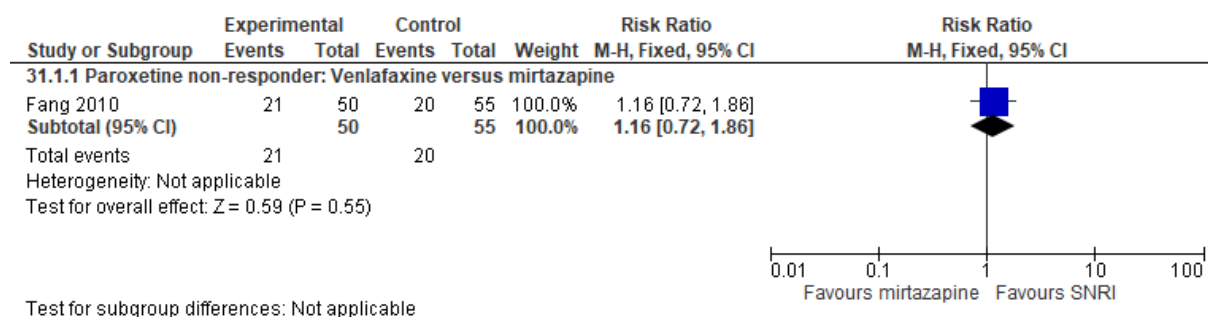 Experimental Control Risk Ratio Risk Ratio
Study or Subgroup Events Total Events Total Weight M-H, Fixed, 95% CI M-H, Fixed, 95% CI
31.1.1 Paroxetine non-responder: Venlafaxine versus mirtazapine
Fang 2010 21 50 20 55 100.0% 1.16 [0.72, 1.86]
Subtotal (95% CI) 50 55 100.0% 1.16 [0.72, 1.86]
Total events 21 20
Heterogeneity: Not applicable
Test for overall effect: Z = 0.59 (P = 0.55)
0.01 0.1 1 10 100
Favours mirtazapine Favours SNRI
Test for subgroup differences: Not applicable